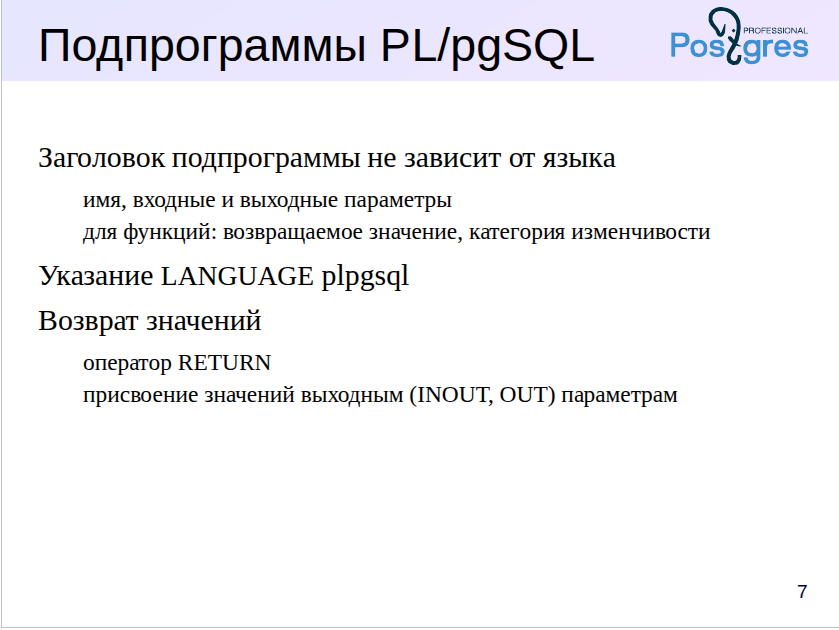 Подпрограммы PL/pgSQL
PROFESSIONAL
Postgres
Заголовок подпрограммы не зависит от языка
имя, входные и выходные параметры
для функций: возвращаемое значение, категория изменчивости
Указание LANGUAGE plpgsql
Возврат значений
оператор RETURN
присвоение значений выходным (INOUT, OUT) параметрам
7